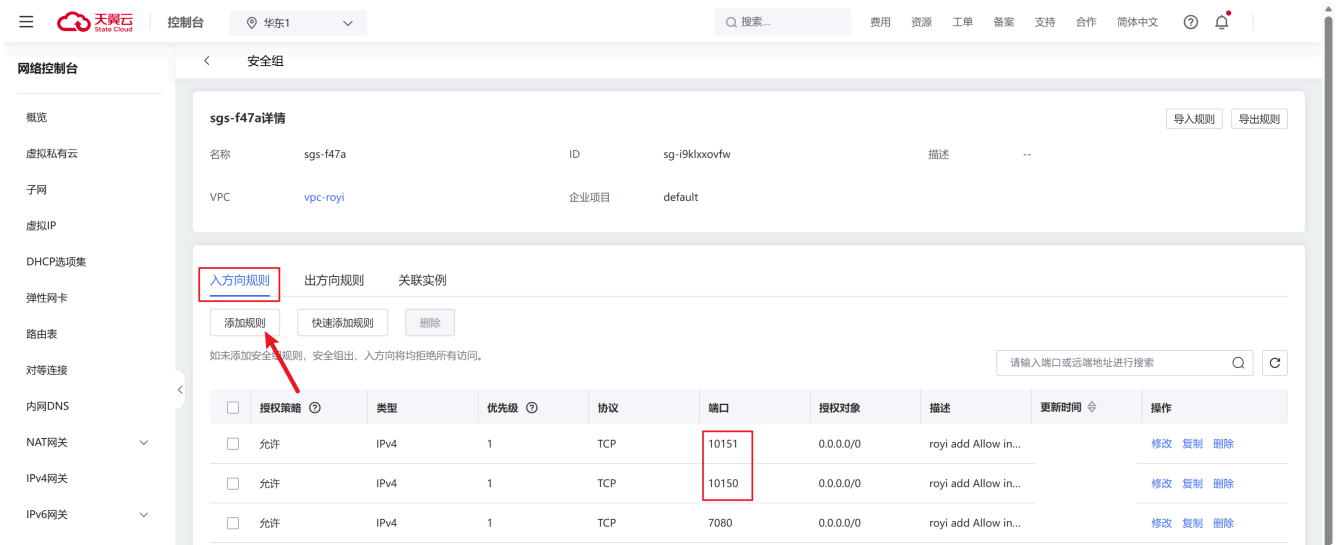 天翼云 State Cloud 控制台 华东1 搜索... 费用 资源 工单 备案 支持 合作 简体中文
网络控制台
安全组
概览
虚拟私有云
子网
虚拟IP
DHCP选项集
弹性网卡
路由表
对等连接
内网DNS
NAT网关
IPv4网关
IPv6网关
sgs-f47a详情 导入规则 导出规则
名称 sgs-f47a ID sg-i9klxxovfw 描述 --
VPC vpc-royi 企业项目 default
入方向规则 出方向规则 关联实例
添加规则 快速添加规则 删除
如未添加安全组规则，安全组出、入方向将均拒绝所有访问。 请输入端口或远端地址进行搜索
授权策略 类型 优先级 协议 端口 授权对象 描述 更新时间 操作
允许 IPv4 1 TCP 10151 0.0.0.0/0 royi add Allow in... 修改 复制 删除
允许 IPv4 1 TCP 10150 0.0.0.0/0 royi add Allow in... 修改 复制 删除
允许 IPv4 1 TCP 7080 0.0.0.0/0 royi add Allow in... 修改 复制 删除